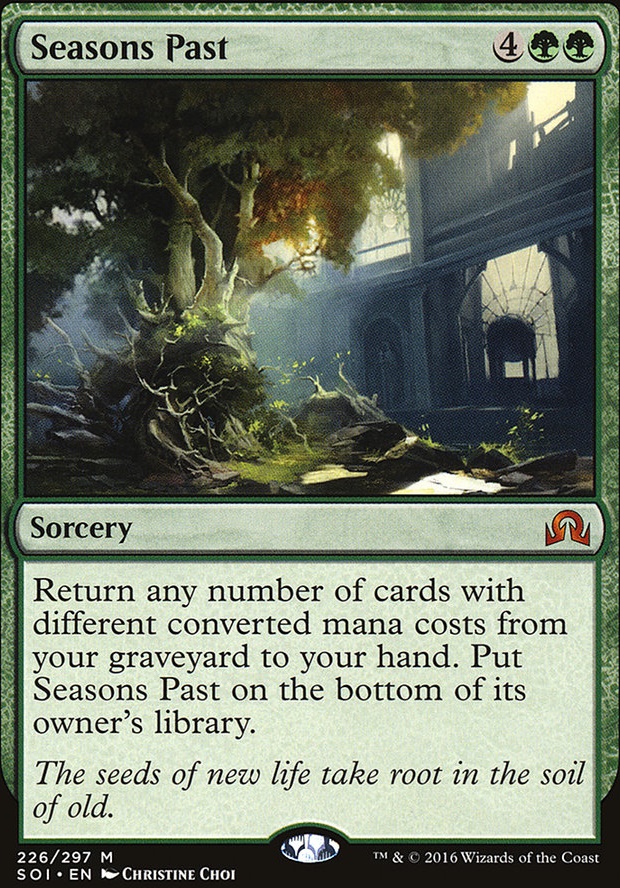 Seasons Past 4
Sorcery
Return any number of cards with
different converted mana costs from
your graveyard to your hand. Put
Seasons Past on the bottom of its
owner's library.
The seeds of new life take root in the soil
of old.
226/297 M
SOI • EN Christine Choi
™ & © 2016 Wizards of the Coast